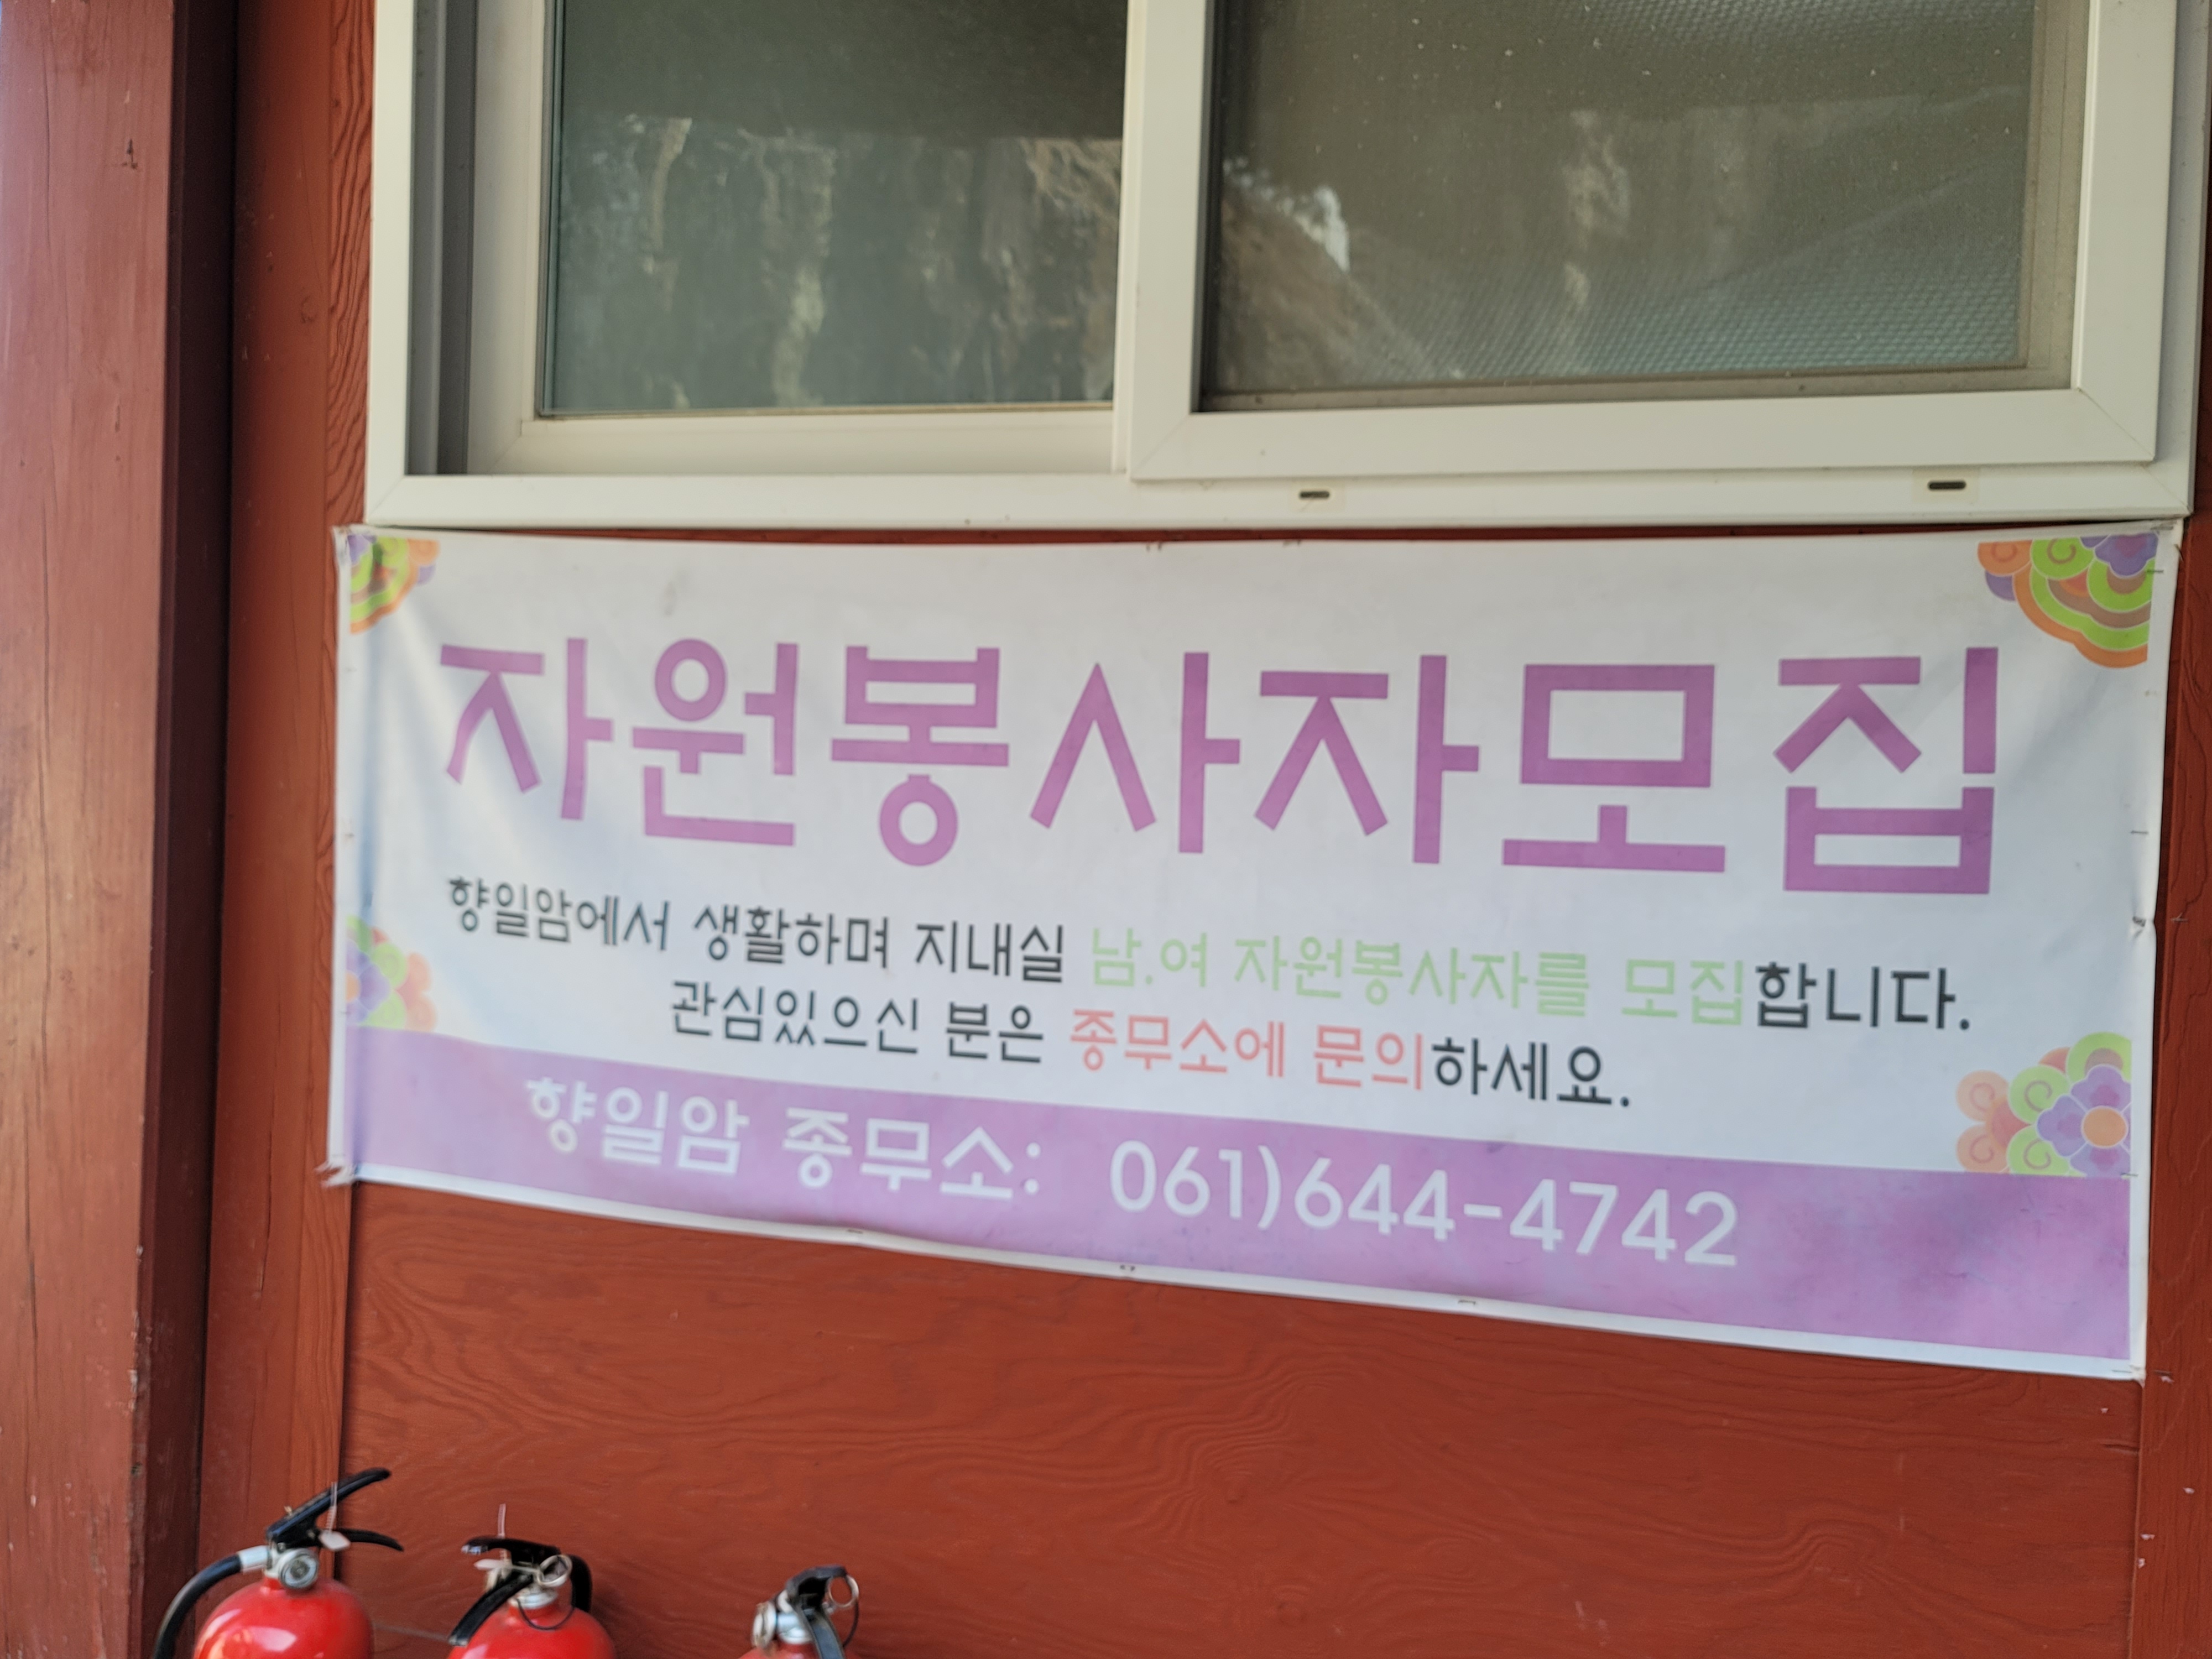 자원봉사자모집
향일암에서 생활하며 지내실 남.여 자원봉사자를 모집합니다.
관심있으신 분은 종무소에 문의하세요.
향일암 종무소: 061)644-4742